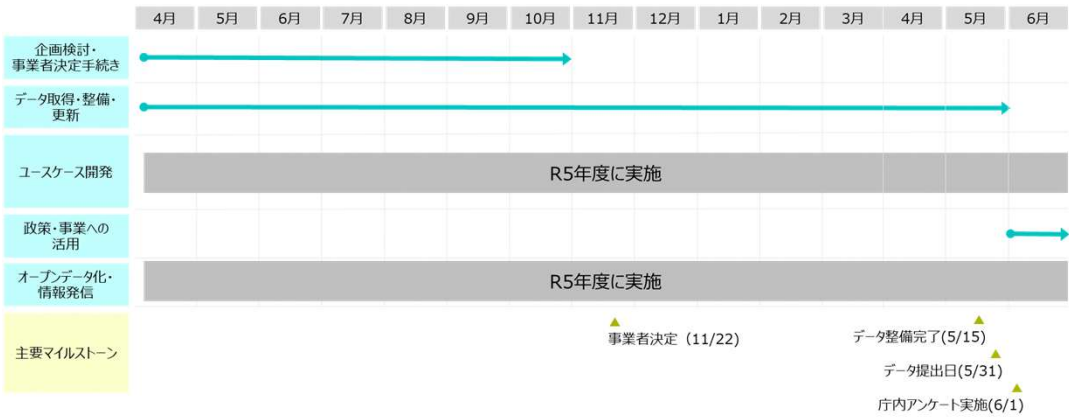 4月 5月 6月 7月 8月 9月 10月 11月 12月 1月 2月 3月 4月 5月 6月
企画検討・
事業者決定手続き
データ取得・整備・
更新
ユースケース開発
R5年度に実施
政策・事業への
活用
オープンデータ化・
情報発信
R5年度に実施
主要マイルストーン
事業者決定（11/22）
データ整備完了(5/15)
データ提出日(5/31)
庁内アンケート実施(6/1)